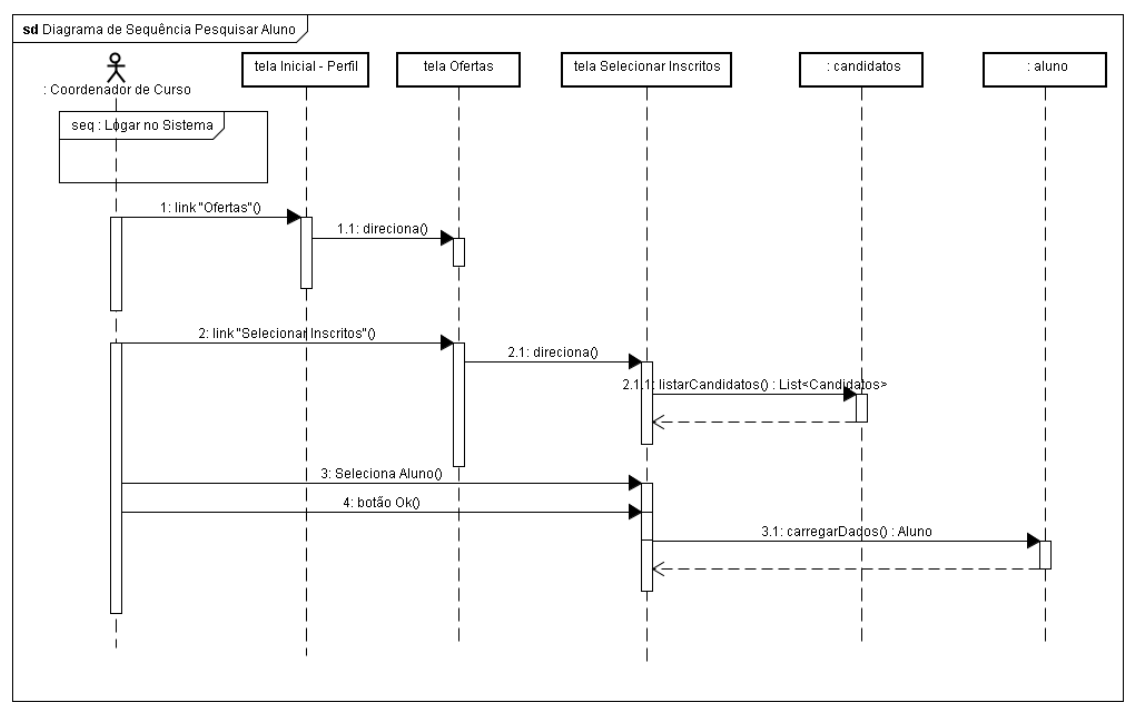 sd Diagrama de Sequência Pesquisar Aluno
: Coordenador de Curso
tela Inicial - Perfil
tela Ofertas
tela Selecionar Inscritos
: candidatos
: aluno
seq : Logar no Sistema
1: link "Ofertas"()
1.1: direciona()
2: link "Selecionar Inscritos"()
2.1: direciona()
2.1.1: listarCandidatos() : List<Candidatos>
3: Seleciona Aluno()
4: botão Ok()
3.1: carregarDados() : Aluno